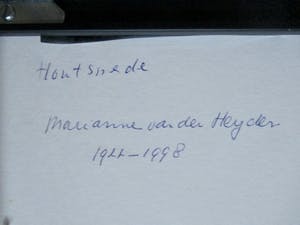 Houtsnede
Marianne van der Heyden
1922-1998